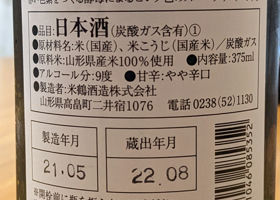 ●品目:日本酒(炭酸ガス含有)①
●原材料:米(国産)、米こうじ(国産米)/炭酸ガス
●原料米:山形県産米100%使用 ●内容量:375ml
●アルコール分:9度 ●甘辛:やや辛口
●製造者:米鶴酒造株式会社
山形県高畠町二井宿1076 電話0238(52)1130
製造年月 蔵出年月
21.05 22.08
046085352